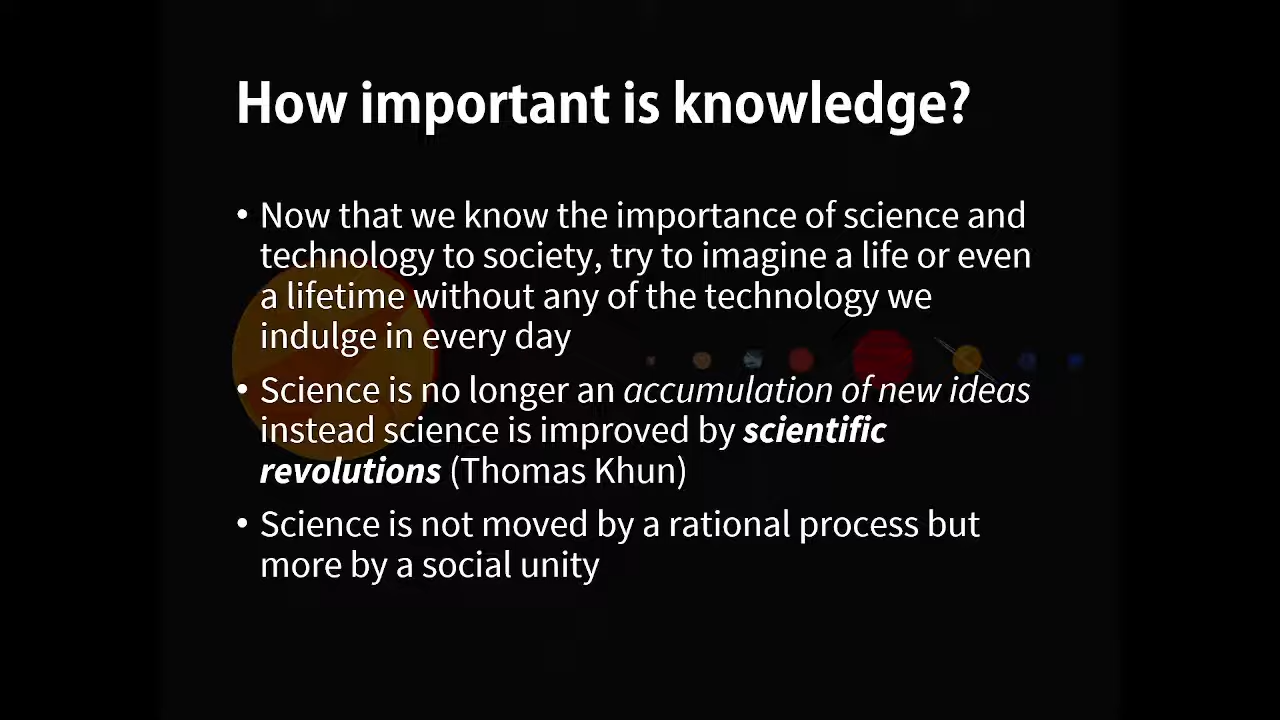 How important is knowledge?
• Now that we know the importance of science and
technology to society, try to imagine a life or even
a lifetime without any of the technology we
indulge in every day
• Science is no longer an accumulation of new ideas
instead science is improved by scientific
revolutions (Thomas Khun)
• Science is not moved by a rational process but
more by a social unity